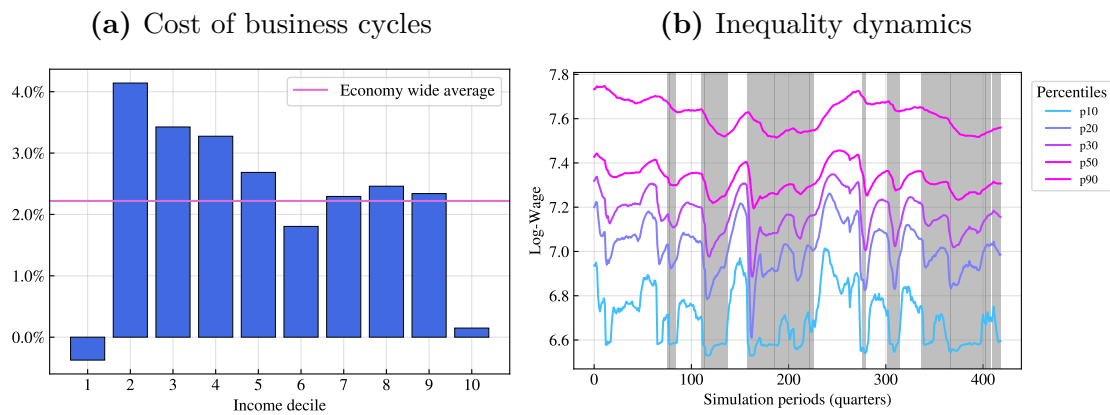 (a) Cost of business cycles
4.0%
3.0%
2.0%
1.0%
0.0%
Economy wide average
1 2 3 4 5 6 7 8 9 10
Income decile
(b) Inequality dynamics
7.8
7.6
7.4
7.2
7.0
6.8
6.6
Log-Wage
0 100 200 300 400
Simulation periods (quarters)
Percentiles
p10
p20
p30
p50
p90